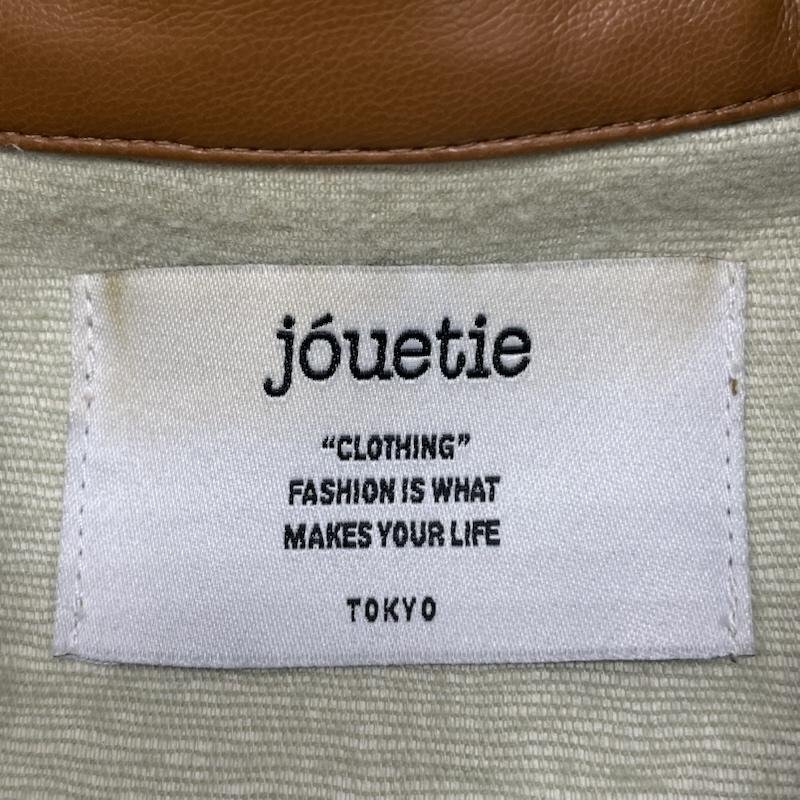 jóuetie
“CLOTHING”
FASHION IS WHAT
MAKES YOUR LIFE
TOKYO